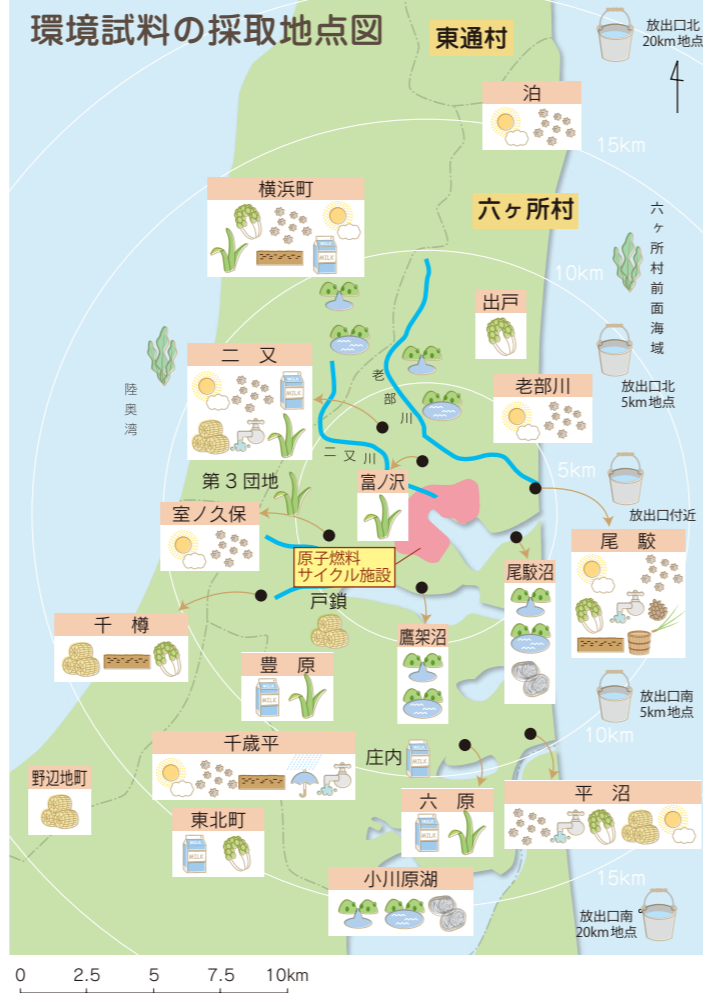 環境試料の採取地点図
東通村
放出口北
20km地点
泊
15km
横浜町
MILK
六ヶ所村
六ヶ所村前面海域
10km
出戸
二又
MILK
老部川
放出口北
5km地点
陸奥湾
老部川
二又川
5km
第3団地
富ノ沢
放出口付近
室ノ久保
原子燃料
サイクル施設
尾駮沼
尾駮
戸鎖
千樽
鷹架沼
豊原
MILK
放出口南
5km地点
10km
千歳平
庄内
MILK
野辺地町
六原
MILK
平沼
東北町
MILK
小川原湖
15km
放出口南
20km地点
0 2.5 5 7.5 10km